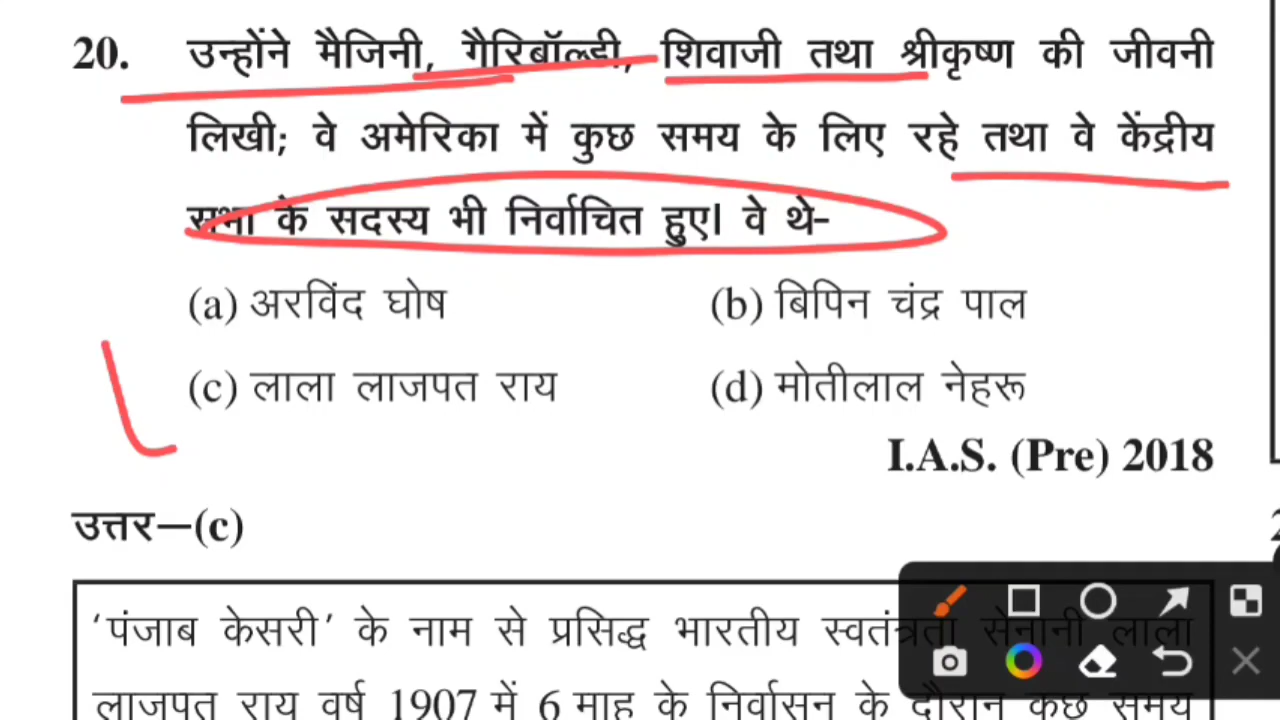 20. उन्होंने मैजिनी, गैरिबॉल्डी, शिवाजी तथा श्रीकृष्ण की जीवनी
लिखी; वे अमेरिका में कुछ समय के लिए रहे तथा वे केंद्रीय
सभा के सदस्य भी निर्वाचित हुए। वे थे-
(a) अरविंद घोष (b) बिपिन चंद्र पाल
(c) लाला लाजपत राय (d) मोतीलाल नेहरू
I.A.S. (Pre) 2018
उत्तर—(c)
'पंजाब केसरी' के नाम से प्रसिद्ध भारतीय स्वतंत्रता सेनानी लाला
लाजपत राय वर्ष 1907 में 6 माह के निर्वासन के दौरान कुछ समय